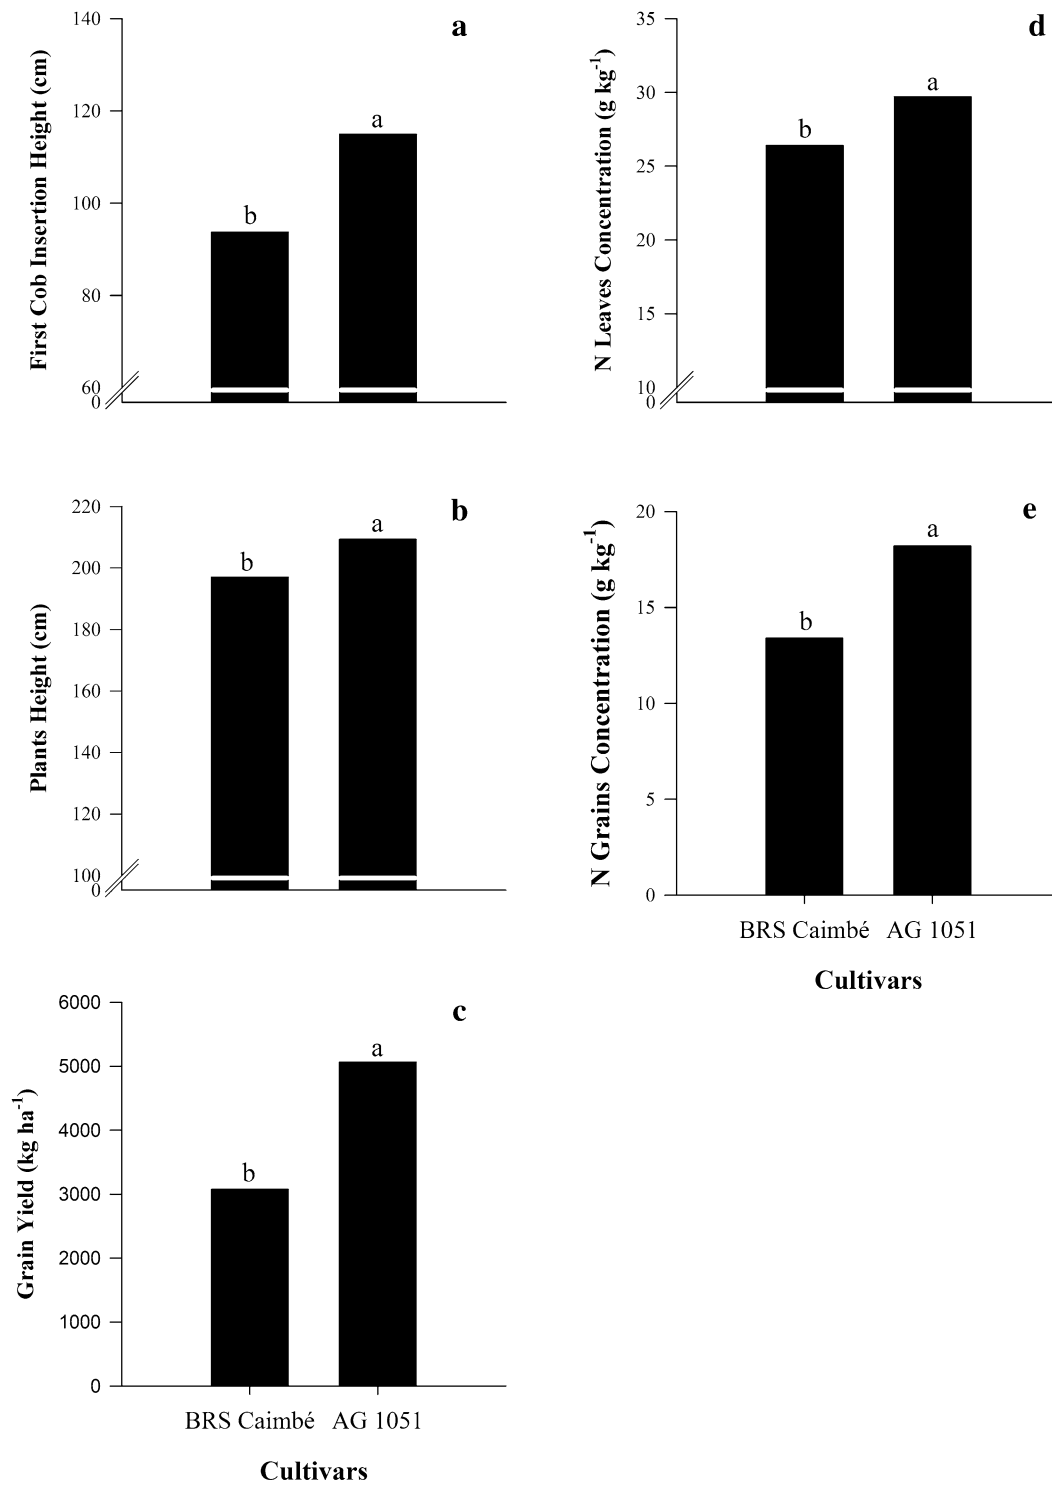 a
First Cob Insertion Height (cm)
140
120
100
80
60
0
b
a
b
Plants Height (cm)
220
200
180
160
140
120
100
0
b
a
c
Grain Yield (kg ha-1)
6000
5000
4000
3000
2000
1000
0
b
a
BRS Caimbé AG 1051
Cultivars
d
N Leaves Concentration (g kg-1)
35
30
25
20
15
10
0
b
a
e
N Grains Concentration (g kg-1)
20
15
10
5
0
b
a
BRS Caimbé AG 1051
Cultivars